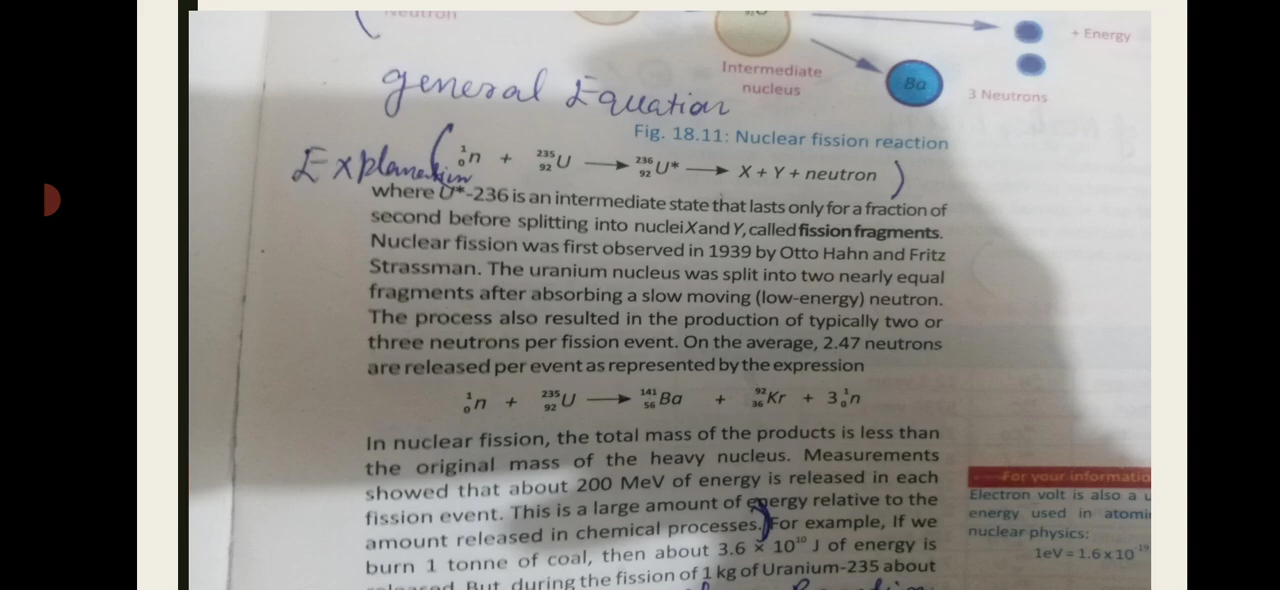 Neutron
+ Energy
Intermediate
nucleus
Ba
3 Neutrons
general Equation
Fig. 18.11: Nuclear fission reaction
Explanation
( ¹₀n + ²³⁵₉₂U ⟶ ²³⁶₉₂U* ⟶ X + Y + neutron )
where U*-236 is an intermediate state that lasts only for a fraction of
second before splitting into nuclei X and Y, called fission fragments.
Nuclear fission was first observed in 1939 by Otto Hahn and Fritz
Strassman. The uranium nucleus was split into two nearly equal
fragments after absorbing a slow moving (low-energy) neutron.
The process also resulted in the production of typically two or
three neutrons per fission event. On the average, 2.47 neutrons
are released per event as represented by the expression
¹₀n + ²³⁵₉₂U ⟶ ¹⁴¹₅₆Ba + ⁹²₃₆Kr + 3¹₀n
In nuclear fission, the total mass of the products is less than
the original mass of the heavy nucleus. Measurements
showed that about 200 MeV of energy is released in each
fission event. This is a large amount of energy relative to the
amount released in chemical processes.) For example, If we
burn 1 tonne of coal, then about 3.6 × 10¹⁰ J of energy is
released. But, during the fission of 1 kg of Uranium-235 about
For your informatio
Electron volt is also a u
energy used in atomi
nuclear physics:
1eV = 1.6 x 10⁻¹⁹